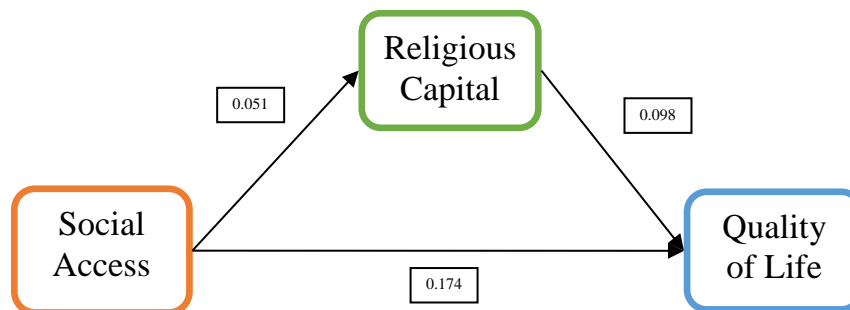 Religious
Capital
0.051
0.098
Social
Access
Quality
of Life
0.174